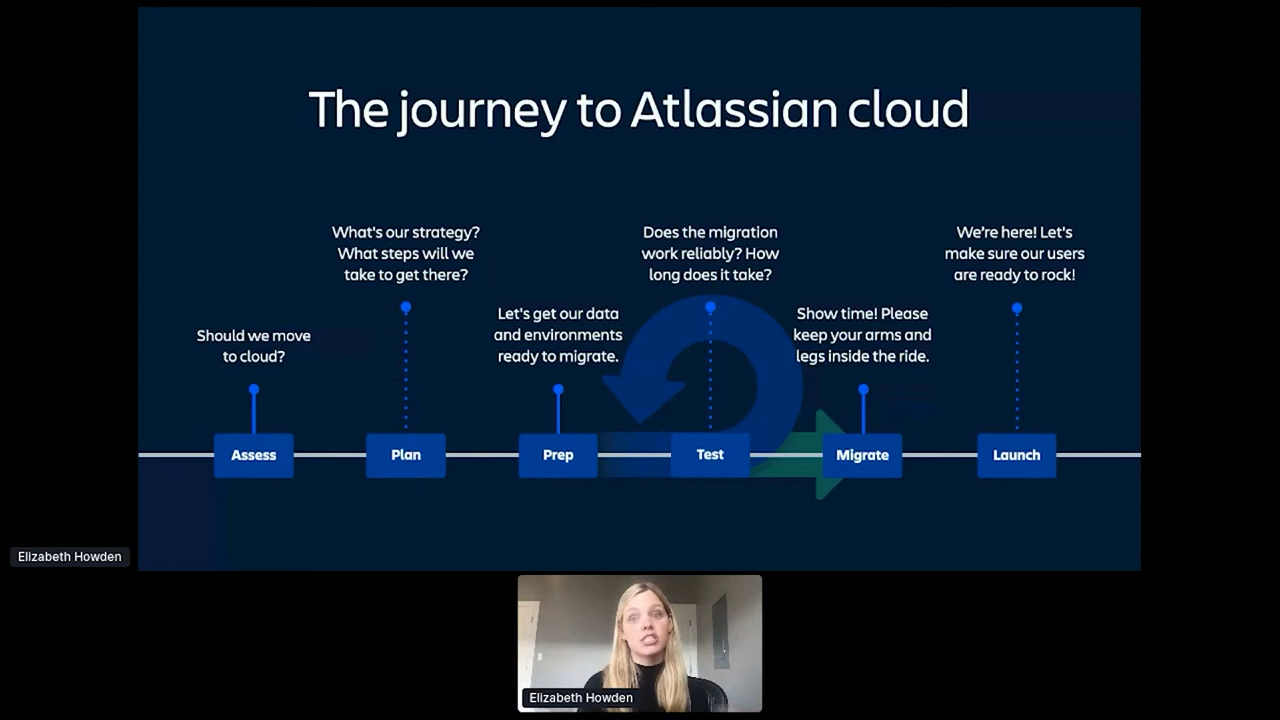 The journey to Atlassian cloud
What's our strategy?
What steps will we
take to get there?
Does the migration
work reliably? How
long does it take?
We're here! Let's
make sure our users
are ready to rock!
Should we move
to cloud?
Let's get our data
and environments
ready to migrate.
Show time! Please
keep your arms and
legs inside the ride.
Assess
Plan
Prep
Test
Migrate
Launch
Elizabeth Howden
Elizabeth Howden